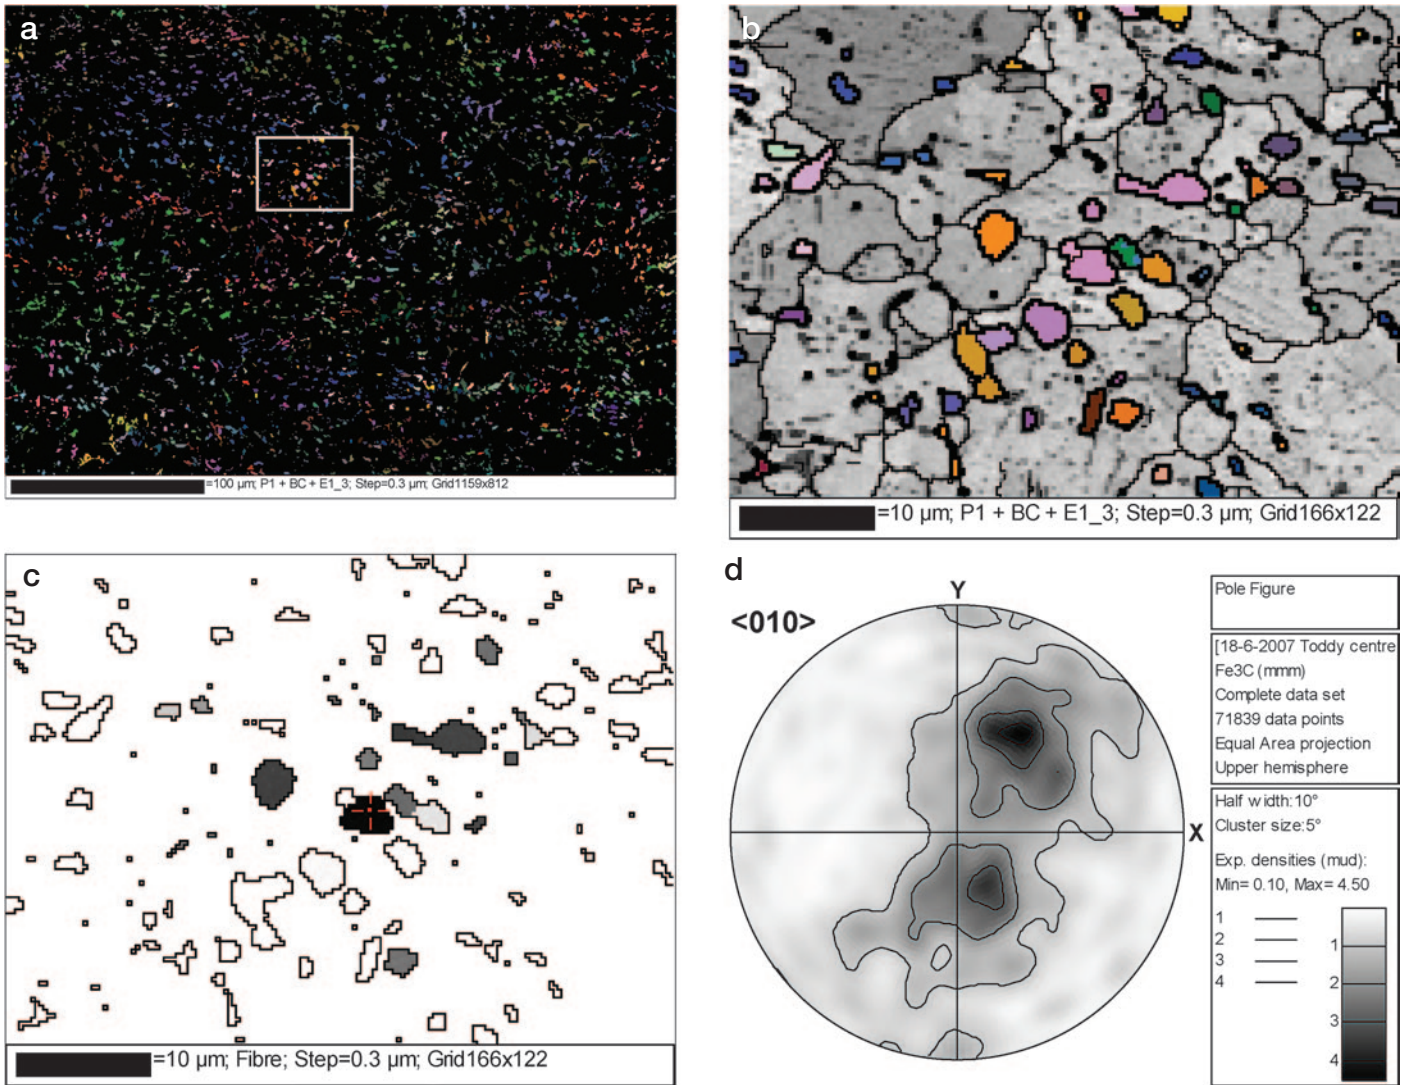 a
=100 µm; P1 + BC + E1_3; Step=0.3 µm; Grid1159x812
b
=10 µm; P1 + BC + E1_3; Step=0.3 µm; Grid166x122
c
=10 µm; Fibre; Step=0.3 µm; Grid166x122
d
<010>
Y
X
Pole Figure
[18-6-2007 Toddy centre
Fe3C (mmm)
Complete data set
71839 data points
Equal Area projection
Upper hemisphere
Half width:10°
Cluster size:5°
Exp. densities (mud):
Min= 0.10, Max= 4.50
1
2
3
4
1
2
3
4